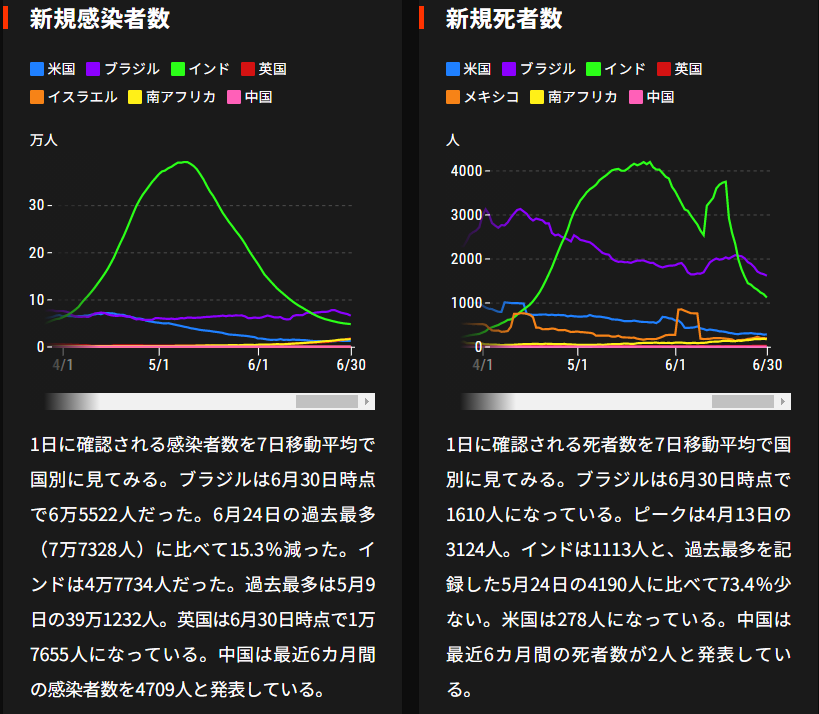 新規感染者数
米国 ブラジル インド 英国
イスラエル 南アフリカ 中国
万人
30
20
10
0
4/1 5/1 6/1 6/30
1日に確認される感染者数を7日移動平均で
国別に見てみる。ブラジルは6月30日時点
で6万5522人だった。6月24日の過去最多
（7万7328人）に比べて15.3％減った。イ
ンドは4万7734人だった。過去最多は5月9
日の39万1232人。英国は6月30日時点で1万
7655人になっている。中国は最近6カ月間
の感染者数を4709人と発表している。
新規死者数
米国 ブラジル インド 英国
メキシコ 南アフリカ 中国
人
4000
3000
2000
1000
0
4/1 5/1 6/1 6/30
1日に確認される死者数を7日移動平均で国
別に見てみる。ブラジルは6月30日時点で
1610人になっている。ピークは4月13日の
3124人。インドは1113人と、過去最多を記
録した5月24日の4190人に比べて73.4％少
ない。米国は278人になっている。中国は
最近6カ月間の死者数が2人と発表してい
る。